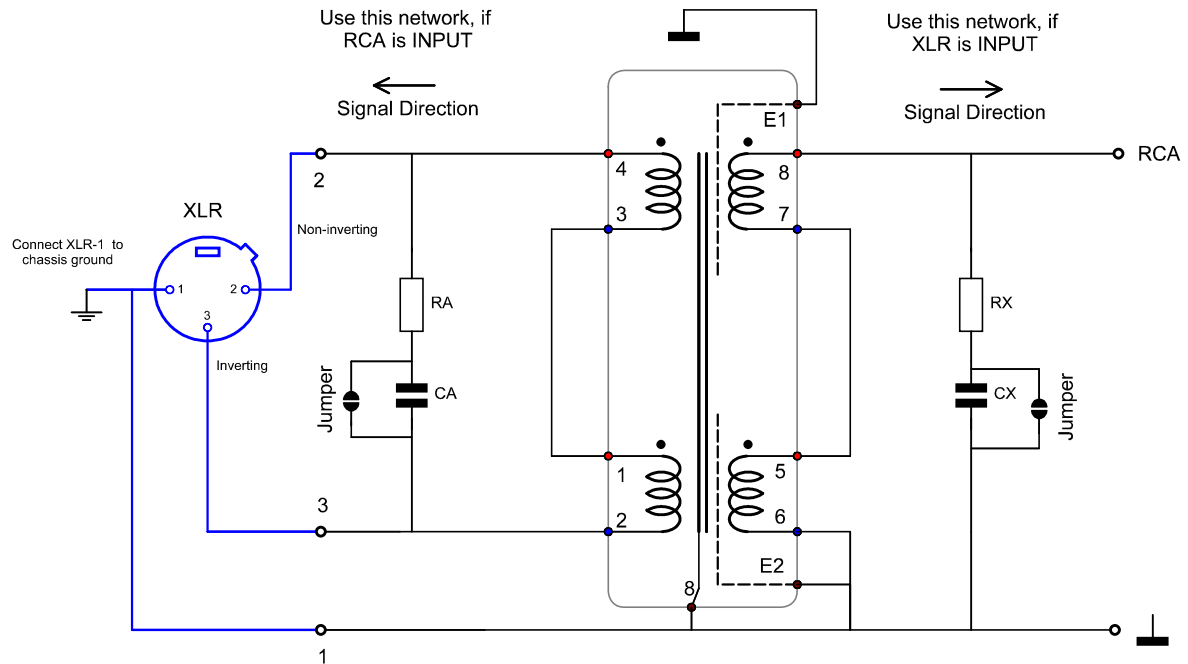 Use this network, if
RCA is INPUT
Signal Direction
Use this network, if
XLR is INPUT
Signal Direction
E1
RCA
4
8
3
7
2
XLR
Non-inverting
Connect XLR-1 to
chassis ground
1
2
3
Inverting
RA
RX
Jumper
CA
CX
Jumper
1
5
2
6
3
E2
8
1